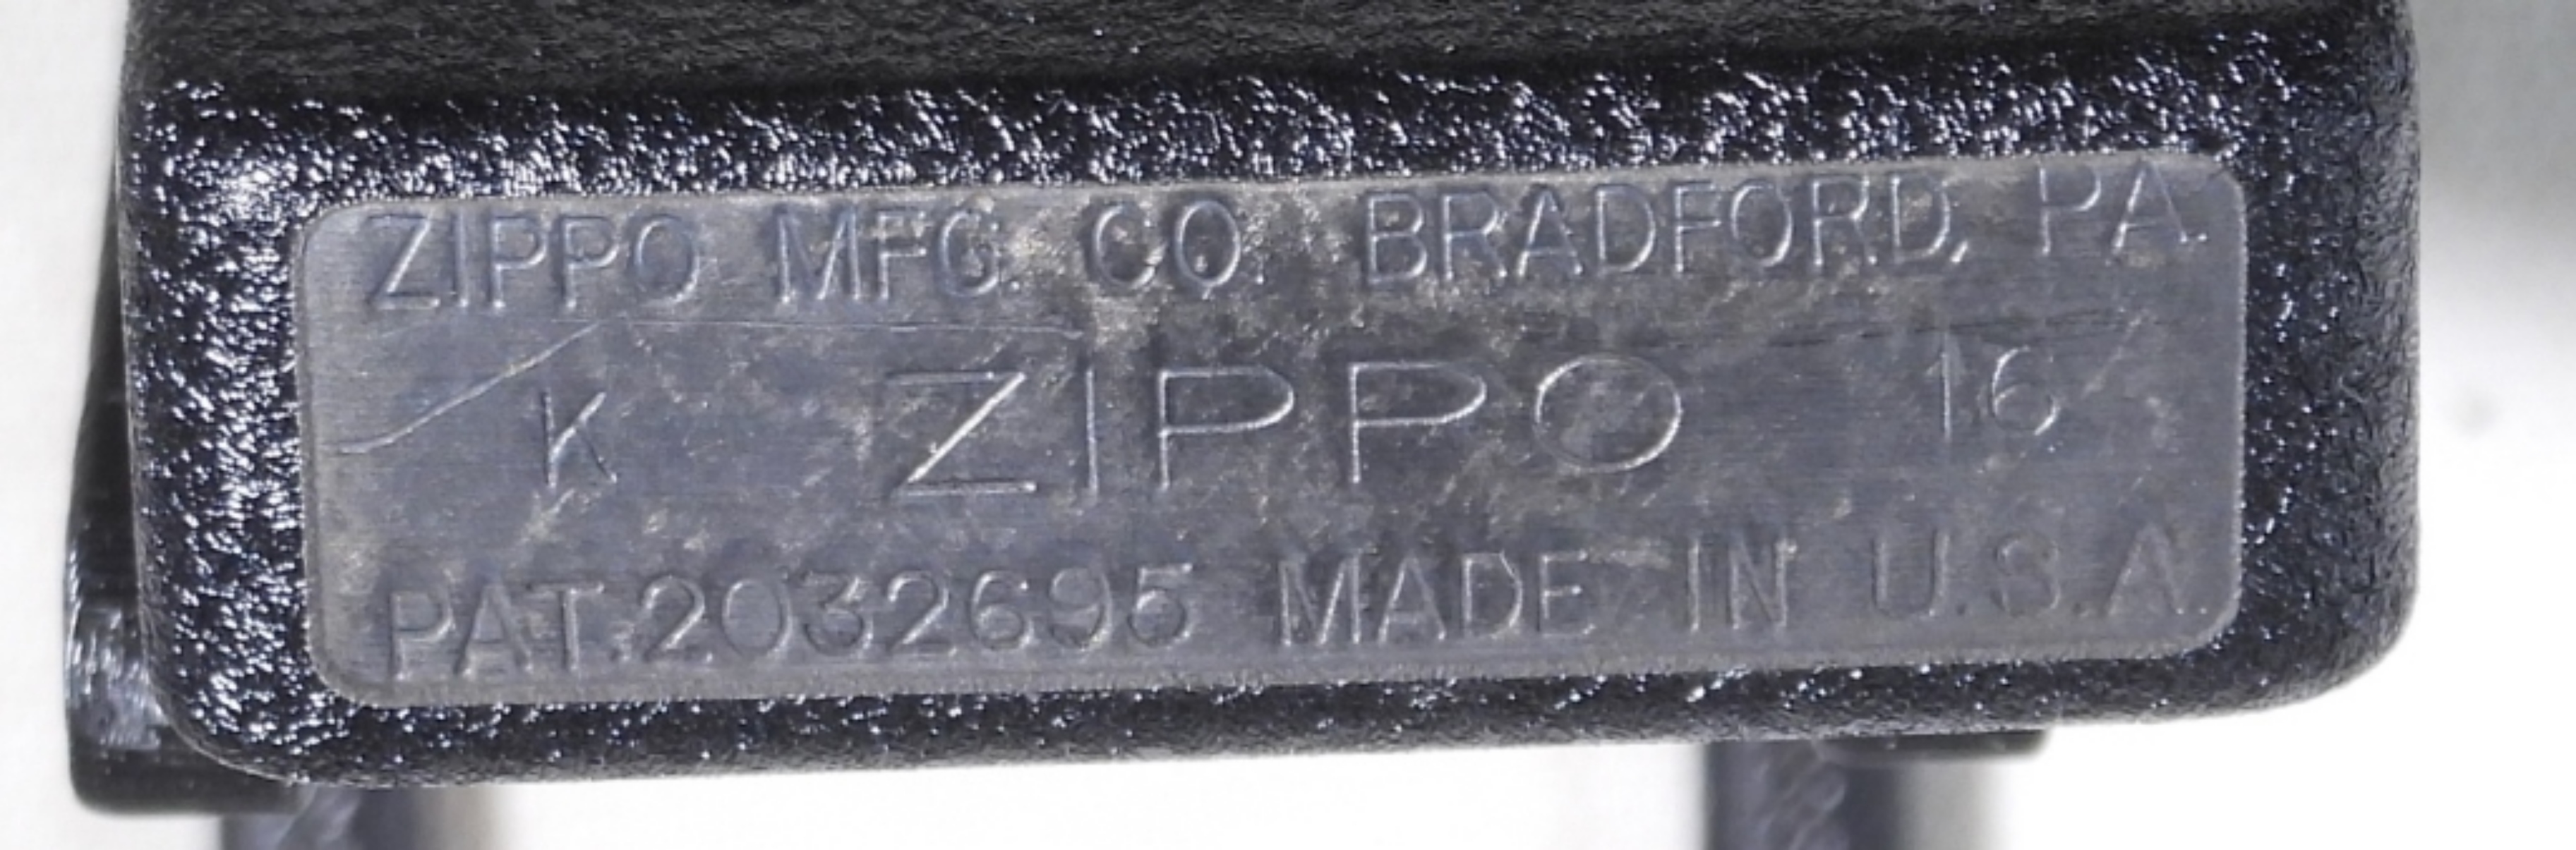 ZIPPO MFG. CO. BRADFORD, PA.
K ZIPPO 16
PAT.2032695 MADE IN U.S.A.